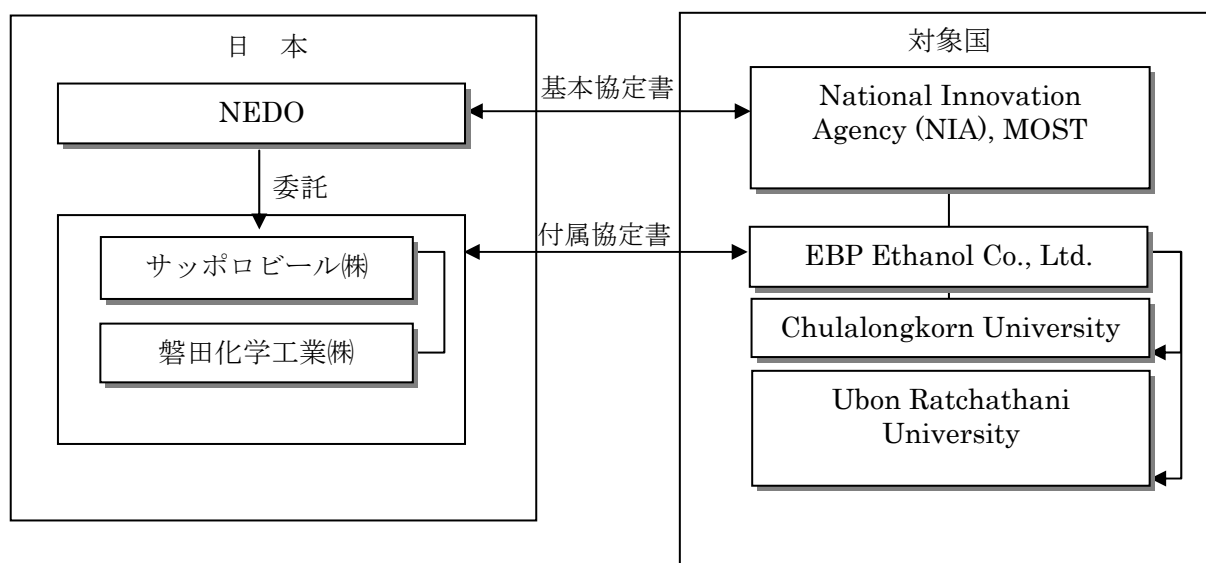 日　本
対象国
NEDO
基本協定書
National Innovation
Agency (NIA), MOST
委託
付属協定書
サッポロビール㈱
EBP Ethanol Co., Ltd.
磐田化学工業㈱
Chulalongkorn University
Ubon Ratchathani
University